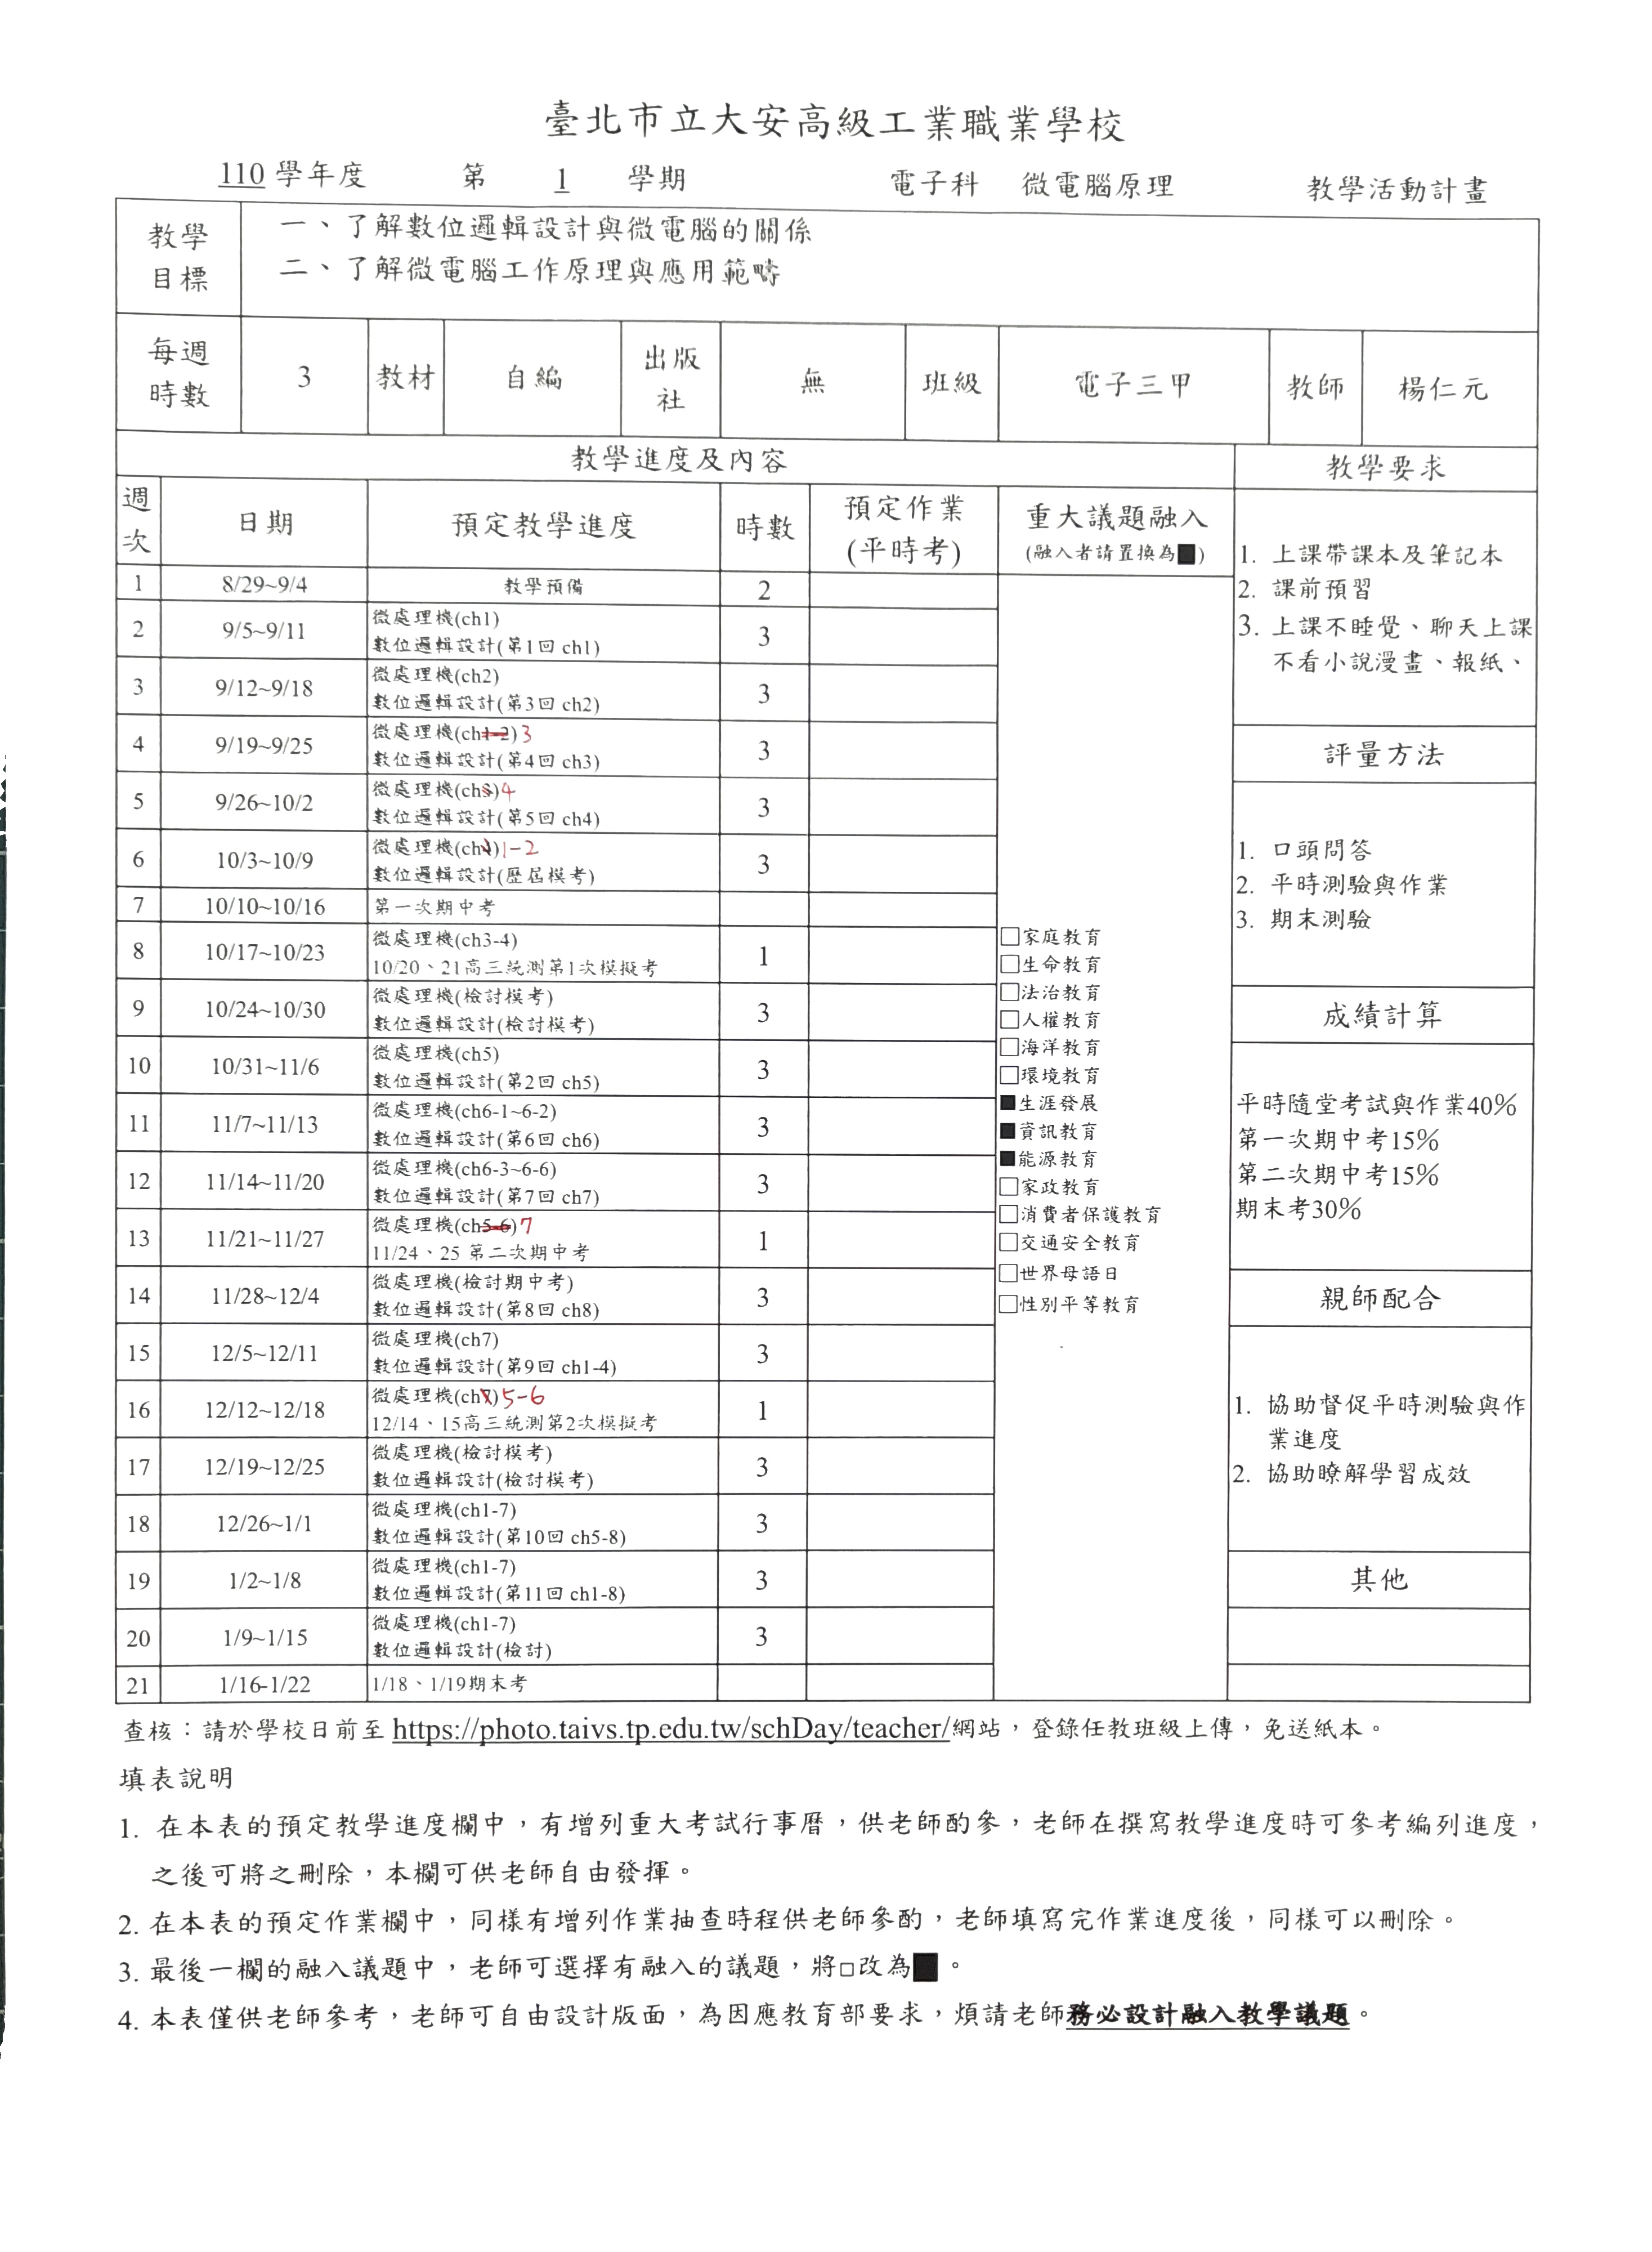 臺北市立大安高級工業職業學校
110 學年度 第 1 學期 電子科 微電腦原理 教學活動計畫
教學目標
一、了解數位邏輯設計與微電腦的關係
二、了解微電腦工作原理與應用範疇
每週時數 3 教材 自編 出版社 無 班級 電子三甲 教師 楊仁元
教學進度及內容
週次 日期 預定教學進度 時數 預定作業(平時考) 重大議題融入(融入者請置換為■)
1 8/29~9/4 教學預備 2
2 9/5~9/11 微處理機(ch1) 3
數位邏輯設計(第1回 ch1)
3 9/12~9/18 微處理機(ch2) 3
數位邏輯設計(第3回 ch2)
4 9/19~9/25 微處理機(ch1-2)3 3
數位邏輯設計(第4回 ch3)
5 9/26~10/2 微處理機(ch3)4 3
數位邏輯設計(第5回 ch4)
6 10/3~10/9 微處理機(ch4)1-2 3
數位邏輯設計(歷屆模考)
7 10/10~10/16 第一次期中考
8 10/17~10/23 微處理機(ch3-4) 1
10/20、21高三統測第1次模擬考
9 10/24~10/30 微處理機(檢討模考) 3
數位邏輯設計(檢討模考)
10 10/31~11/6 微處理機(ch5) 3
數位邏輯設計(第2回 ch5)
11 11/7~11/13 微處理機(ch6-1~6-2) 3
數位邏輯設計(第6回 ch6)
12 11/14~11/20 微處理機(ch6-3~6-6) 3
數位邏輯設計(第7回 ch7)
13 11/21~11/27 微處理機(ch5-6)7 1
11/24、25 第二次期中考
14 11/28~12/4 微處理機(檢討期中考) 3
數位邏輯設計(第8回 ch8)
15 12/5~12/11 微處理機(ch7) 3
數位邏輯設計(第9回 ch1-4)
16 12/12~12/18 微處理機(ch7)5-6 1
12/14、15高三統測第2次模擬考
17 12/19~12/25 微處理機(檢討模考) 3
數位邏輯設計(檢討模考)
18 12/26~1/1 微處理機(ch1-7) 3
數位邏輯設計(第10回 ch5-8)
19 1/2~1/8 微處理機(ch1-7) 3
數位邏輯設計(第11回 ch1-8)
20 1/9~1/15 微處理機(ch1-7) 3
數位邏輯設計(檢討)
21 1/16-1/22 1/18、1/19期末考
□家庭教育
□生命教育
□法治教育
□人權教育
□海洋教育
□環境教育
■生涯發展
■資訊教育
■能源教育
□家政教育
□消費者保護教育
□交通安全教育
□世界母語日
□性別平等教育
教學要求
1. 上課帶課本及筆記本
2. 課前預習
3. 上課不睡覺、聊天上課
不看小說漫畫、報紙、
評量方法
1. 口頭問答
2. 平時測驗與作業
3. 期末測驗
成績計算
平時隨堂考試與作業40%
第一次期中考15%
第二次期中考15%
期末考30%
親師配合
1. 協助督促平時測驗與作
業進度
2. 協助瞭解學習成效
其他
查核：請於學校日前至 https://photo.taivs.tp.edu.tw/schDay/teacher/網站，登錄任教班級上傳，免送紙本。
填表說明
1. 在本表的預定教學進度欄中，有增列重大考試行事曆，供老師酌參，老師在撰寫教學進度時可參考編列進度，
之後可將之刪除，本欄可供老師自由發揮。
2. 在本表的預定作業欄中，同樣有增列作業抽查時程供老師參酌，老師填寫完作業進度後，同樣可以刪除。
3. 最後一欄的融入議題中，老師可選擇有融入的議題，將□改為■。
4. 本表僅供老師參考，老師可自由設計版面，為因應教育部要求，煩請老師務必設計融入教學議題。